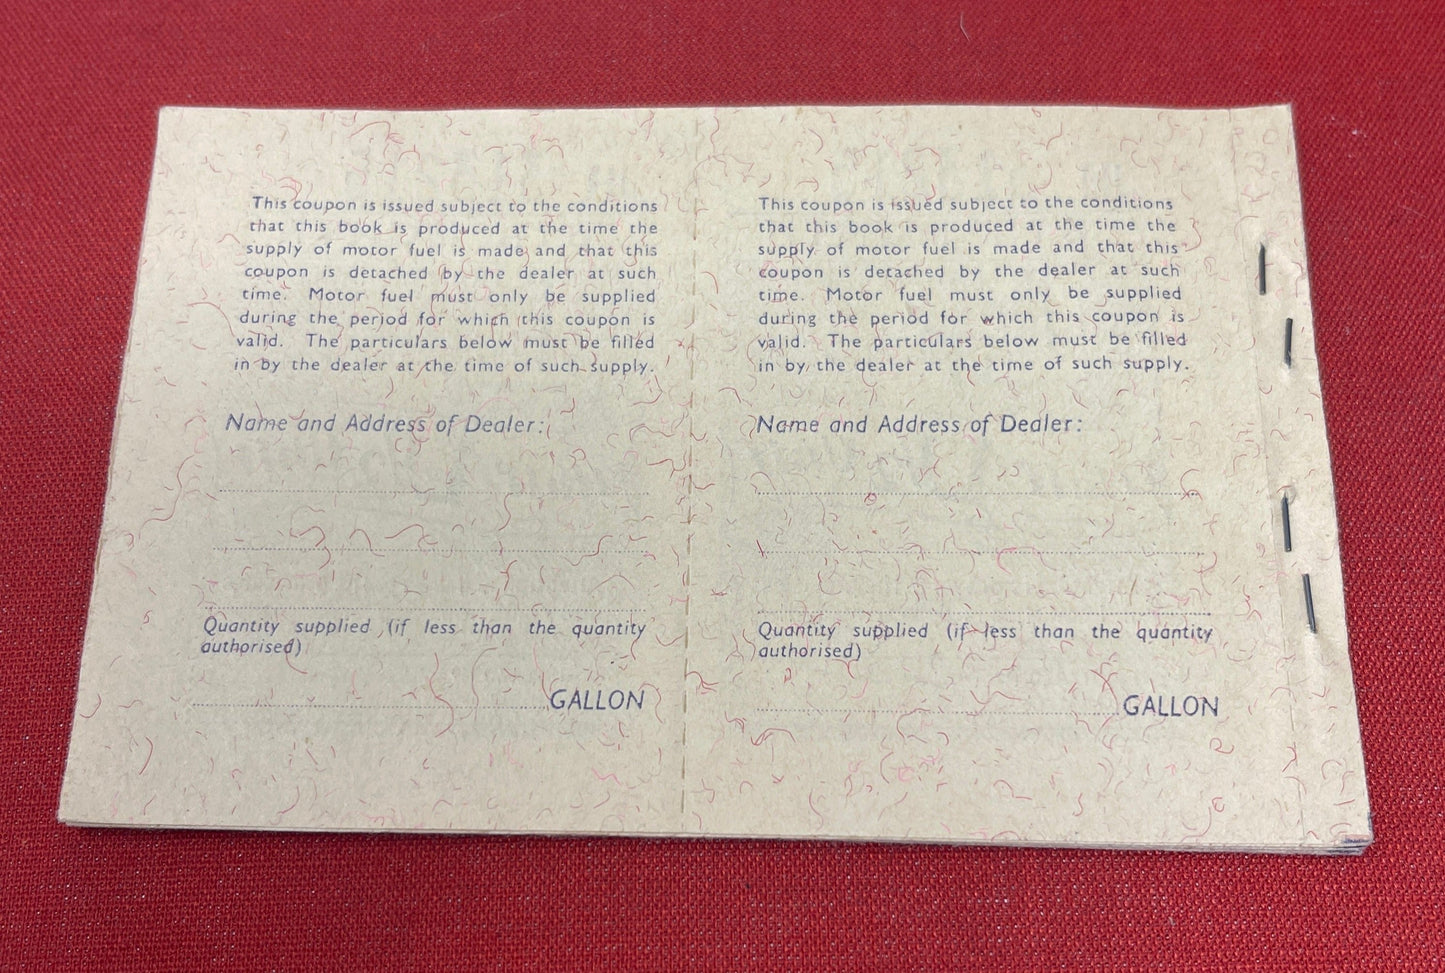 This coupon is issued subject to the conditions
that this book is produced at the time the
supply of motor fuel is made and that this
coupon is detached by the dealer at such
time. Motor fuel must only be supplied
during the period for which this coupon is
valid. The particulars below must be filled
in by the dealer at the time of such supply.
Name and Address of Dealer:
Quantity supplied (if less than the quantity
authorised)
GALLON
This coupon is issued subject to the conditions
that this book is produced at the time the
supply of motor fuel is made and that this
coupon is detached by the dealer at such
time. Motor fuel must only be supplied
during the period for which this coupon is
valid. The particulars below must be filled
in by the dealer at the time of such supply.
Name and Address of Dealer:
Quantity supplied (if less than the quantity
authorised)
GALLON